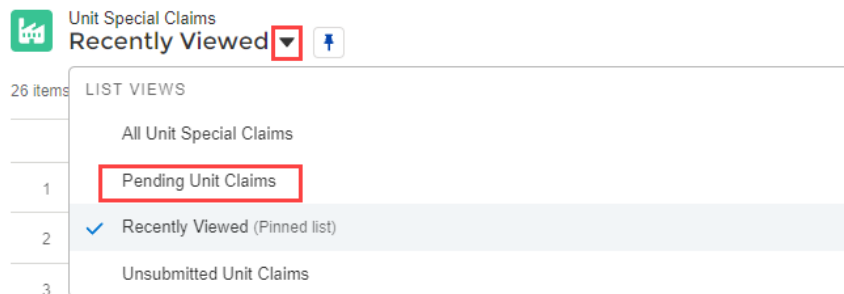 Unit Special Claims
Recently Viewed
26 items
LIST VIEWS
All Unit Special Claims
1
Pending Unit Claims
2
Recently Viewed (Pinned list)
3
Unsubmitted Unit Claims